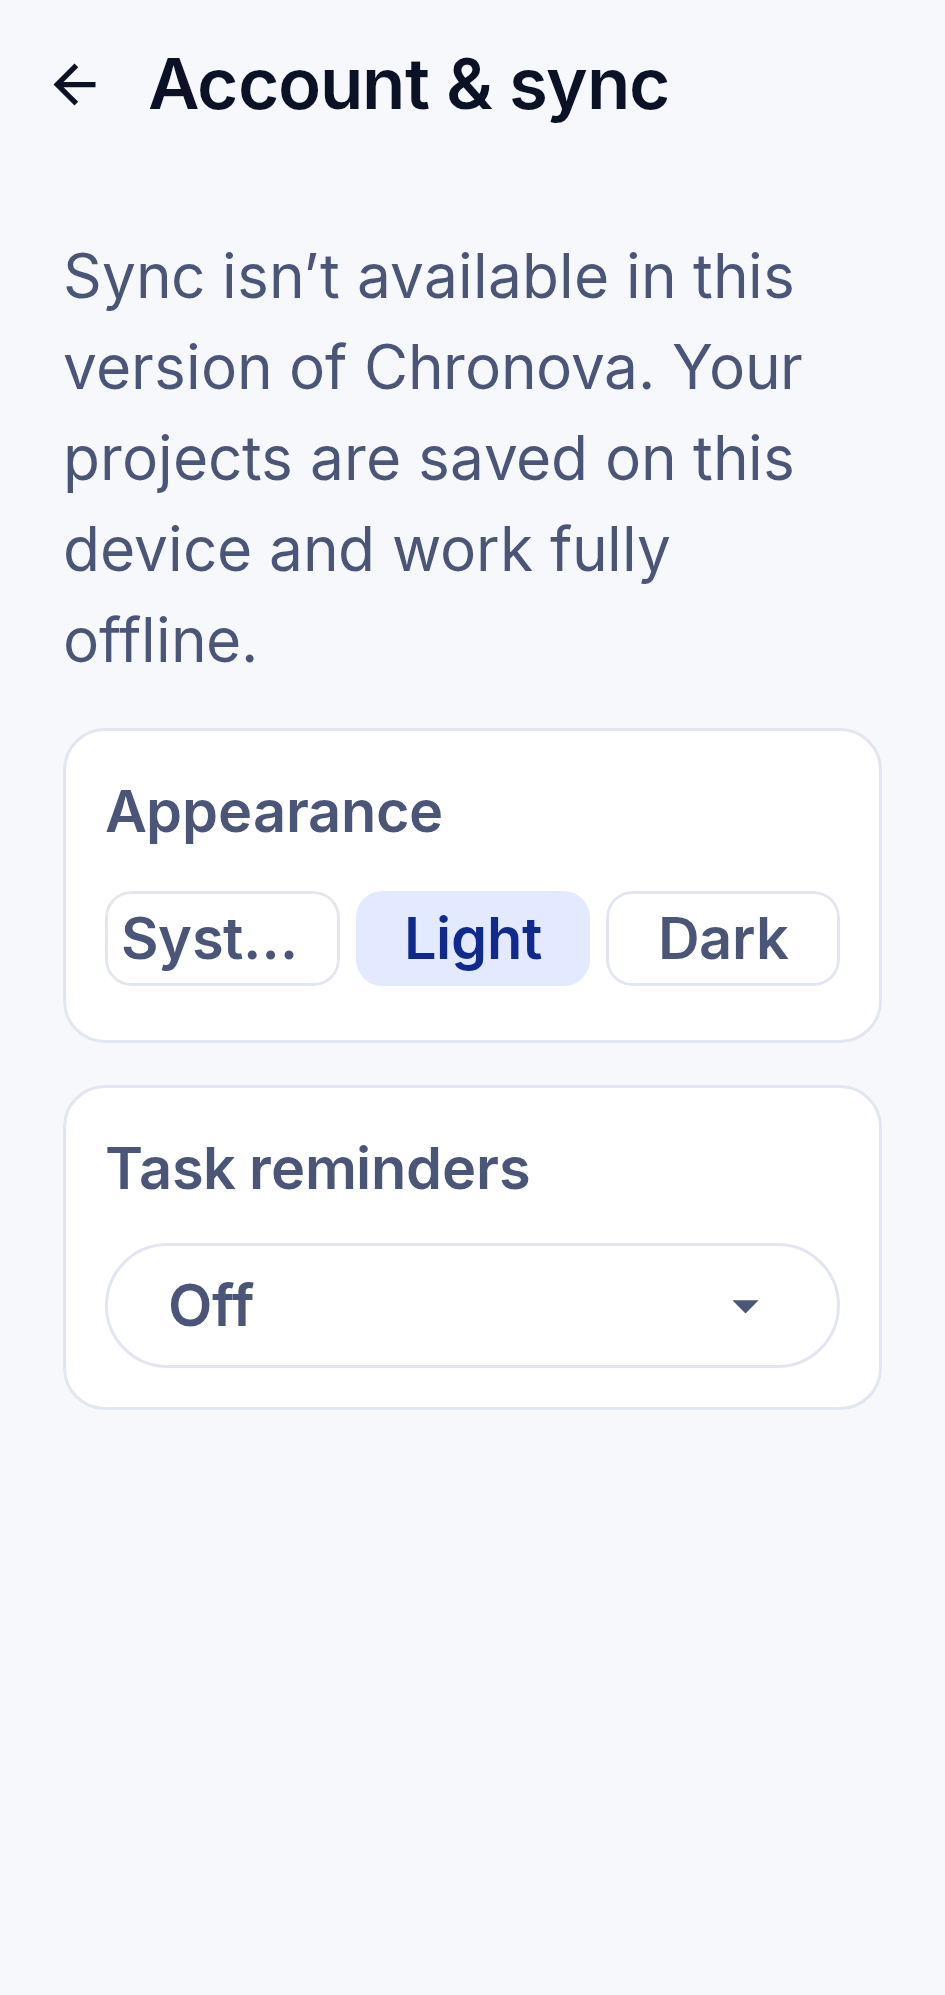 Account & sync
Sync isn’t available in this
version of Chronova. Your
projects are saved on this
device and work fully
offline.
Appearance
Syst...
Light
Dark
Task reminders
Off